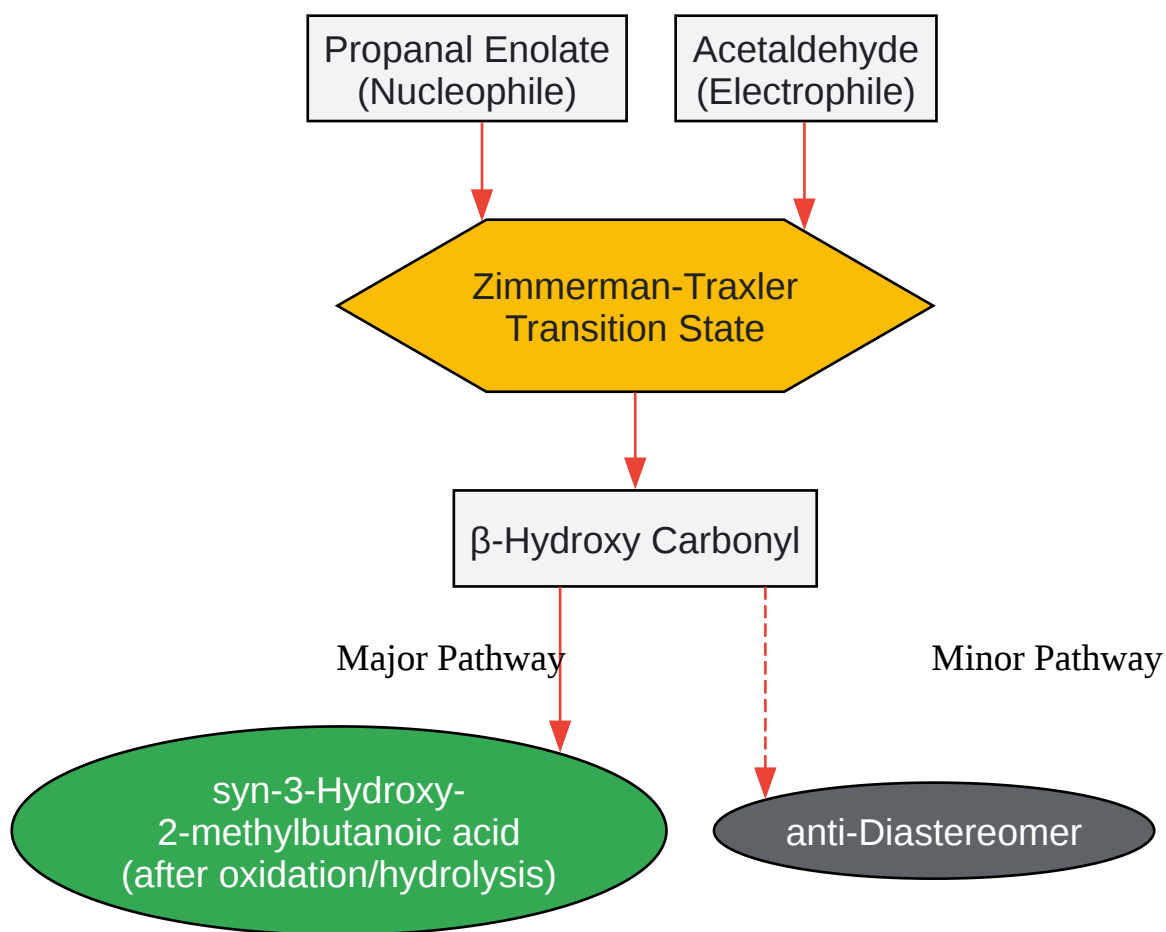 Propanal Enolate
(Nucleophile)
Acetaldehyde
(Electrophile)
Zimmerman-Traxler
Transition State
β-Hydroxy Carbonyl
Major Pathway
Minor Pathway
syn-3-Hydroxy-
2-methylbutanoic acid
(after oxidation/hydrolysis)
anti-Diastereomer